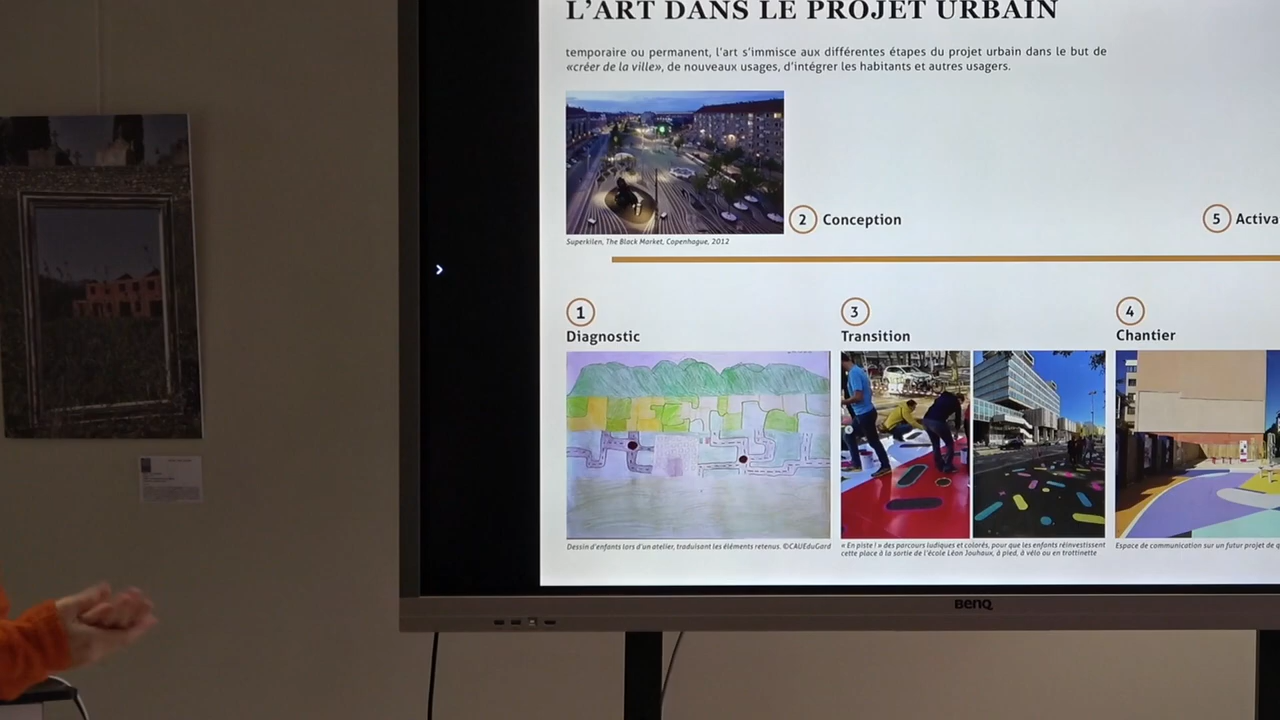 L'ART DANS LE PROJET URBAIN
temporaire ou permanent, l'art s'immisce aux différentes étapes du projet urbain dans le but de
«créer de la ville», de nouveaux usages, d'intégrer les habitants et autres usagers.
2 Conception
5 Activa
Superkilen, The Black Market, Copenhague, 2012
1
Diagnostic
3
Transition
4
Chantier
Dessin d'enfants lors d'un atelier, traduisant les éléments retenus. ©CAUEduGard
« En piste ! » des parcours ludiques et colorés, pour que les enfants réinvestissent
cette place à la sortie de l'école Léon Jouhaux, à pied, à vélo ou en trottinette
Espace de communication sur un futur projet de q
BenQ